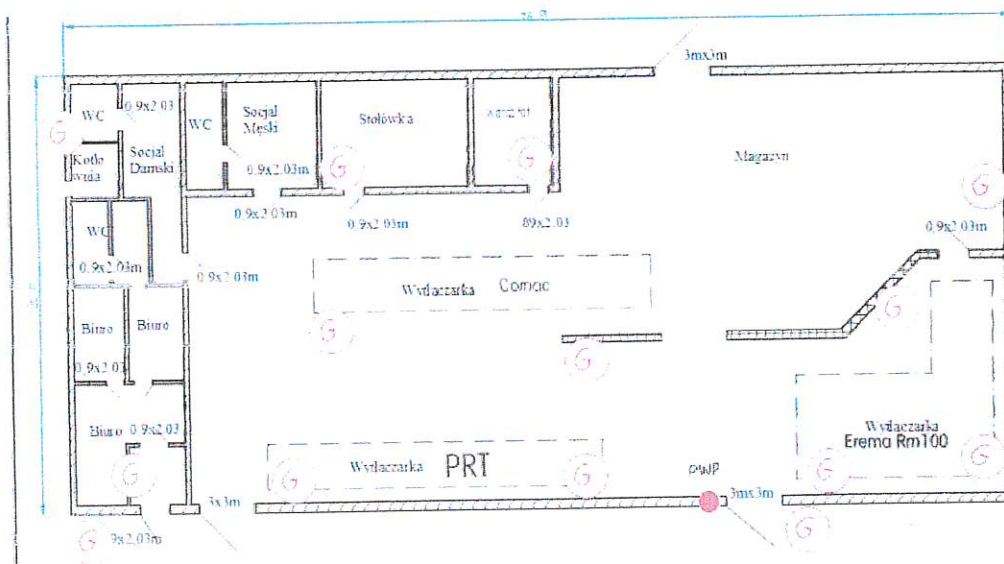 3mx3m
WC
0.9x2.03
WC
Socjal
Męski
Stołówka
G
Kotło
wnia
Socjal
Damski
0.9x2.03m
G
G
Magazyn
G
0.9x2.03m
0.9x2.03m
89x2.03
0.9x2.03m
WC
0.9x2.03m
0.9x2.03m
Wytłaczarka Comac
G
G
Biuro
Biuro
G
0.9x2.03
Biuro
0.9x2.03
Wytłaczarka
Erema Rm100
Wytłaczarka PRT
PWP
G
G
G
G
G
3x3m
3mx3m
G
G
9x2.03m